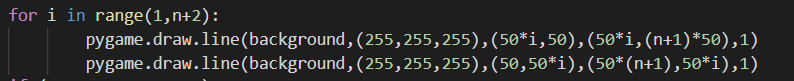 for i in range(1,n+2):
        pygame.draw.line(background,(255,255,255),(50*i,50),(50*i,(n+1)*50),1)
        pygame.draw.line(background,(255,255,255),(50,50*i),(50*(n+1),50*i),1)